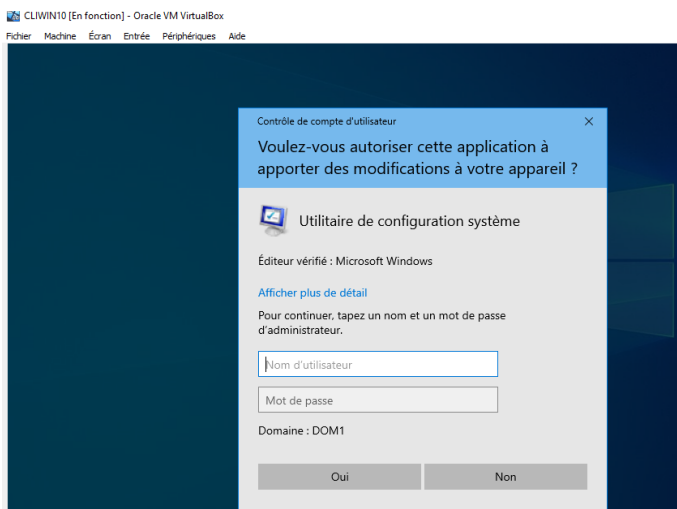 CLIWIN10 [En fonction] - Oracle VM VirtualBox
Fichier Machine Écran Entrée Périphériques Aide
Contrôle de compte d'utilisateur
Voulez-vous autoriser cette application à
apporter des modifications à votre appareil ?
Utilitaire de configuration système
Éditeur vérifié : Microsoft Windows
Afficher plus de détail
Pour continuer, tapez un nom et un mot de passe
d'administrateur.
Nom d'utilisateur
Mot de passe
Domaine : DOM1
Oui Non